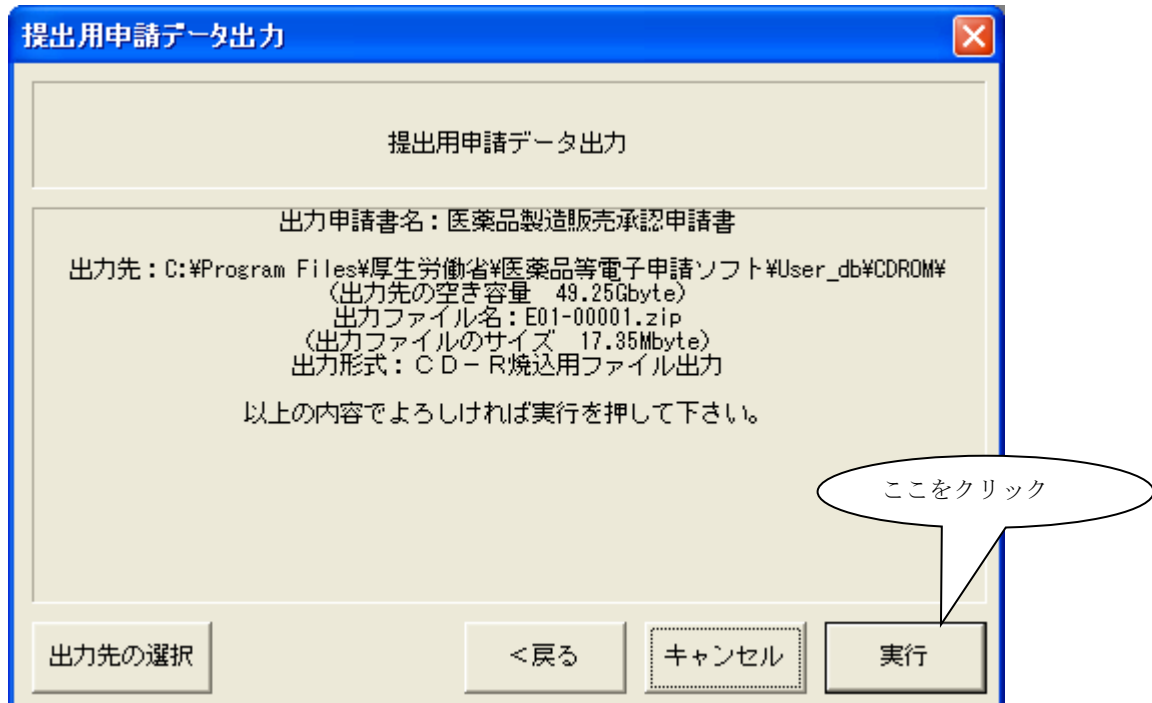 提出用申請データ出力
提出用申請データ出力
出力申請書名：医薬品製造販売承認申請書
出力先：C:¥Program Files¥厚生労働省¥医薬品等電子申請ソフト¥User_db¥CDROM¥
（出力先の空き容量　49.25Gbyte）
出力ファイル名：E01-00001.zip
（出力ファイルのサイズ　17.35Mbyte）
出力形式：ＣＤ－Ｒ焼込用ファイル出力
以上の内容でよろしければ実行を押して下さい。
ここをクリック
出力先の選択
<戻る
キャンセル
実行